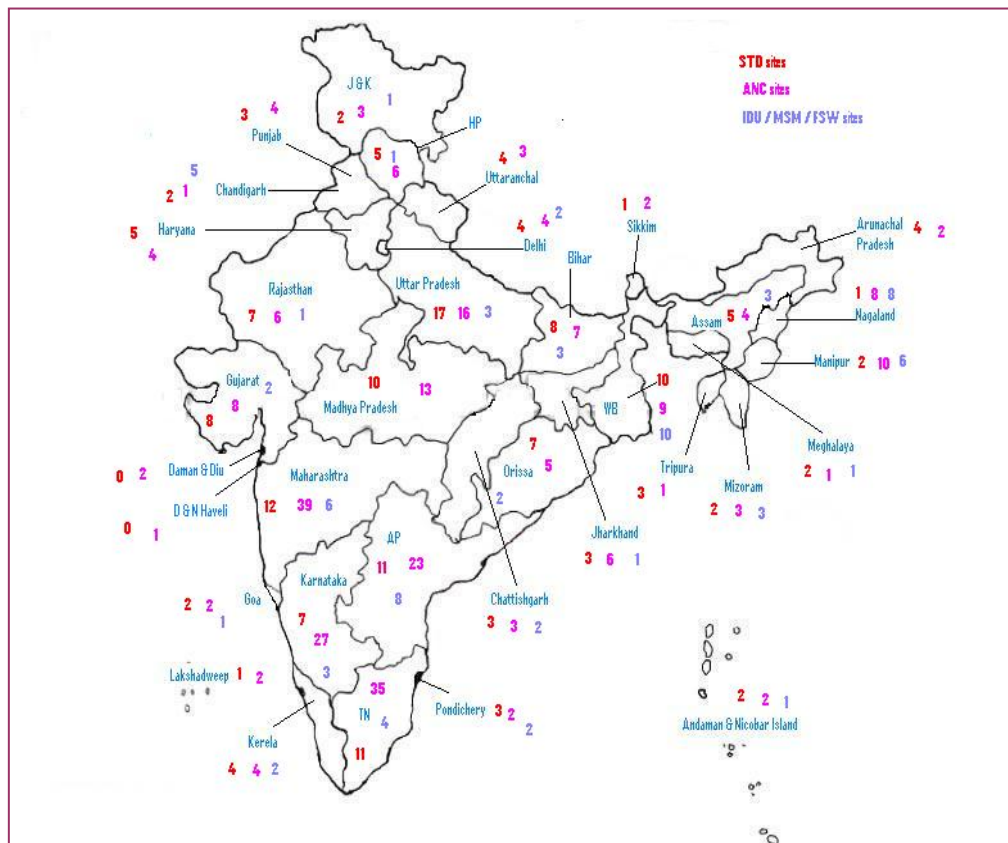 STD sites
ANC sites
IDU / MSM / FSW sites
J & K
1
2 3
3 4
Punjab
HP
5 1
6
4 3
Uttaranchal
5
2 1
Chandigarh
5
4
Haryana
4 4 2
Delhi
1 2
Sikkim
Bihar
8 7
3
Arunachal Pradesh 4 2
Rajasthan
7 6 1
Uttar Pradesh
17 16 3
3
Assam 5 4
1 8 8
Nagaland
Manipur 2 10 6
Gujarat 2
8
8
10 13
Madhya Pradesh
10
WB
9
10
Meghalaya
2 1 1
Tripura
3 1
Mizoram
2 3 3
Orissa
7
5
2
Daman & Diu
0 2
D & N Haveli
0 1
Maharashtra
12 39 6
Jharkhand
3 6 1
AP
11 23
8
Karnataka
7
27
3
Chattishgarh
3 3 2
Goa
2 2
1
Lakshadweep 1 2
35
TN 4
11
Pondichery 3 2
2
Kerela
4 4 2
2 2 1
Andaman & Nicobar Island